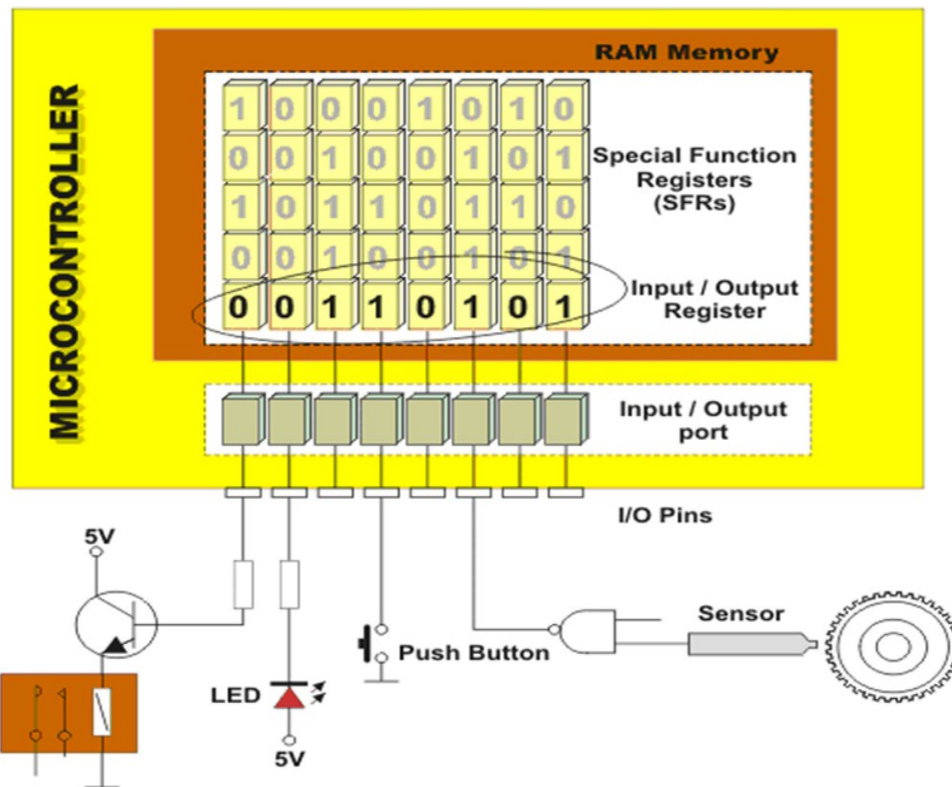 MICROCONTROLLER
RAM Memory
1 0 0 0 1 0 1 0
0 0 1 0 0 1 0 1
1 0 1 1 0 1 1 0
0 0 1 0 0 1 0 1
0 0 1 1 0 1 0 1
Special Function
Registers
(SFRs)
Input / Output
Register
Input / Output
port
I/O Pins
5V
Sensor
Push Button
LED
5V